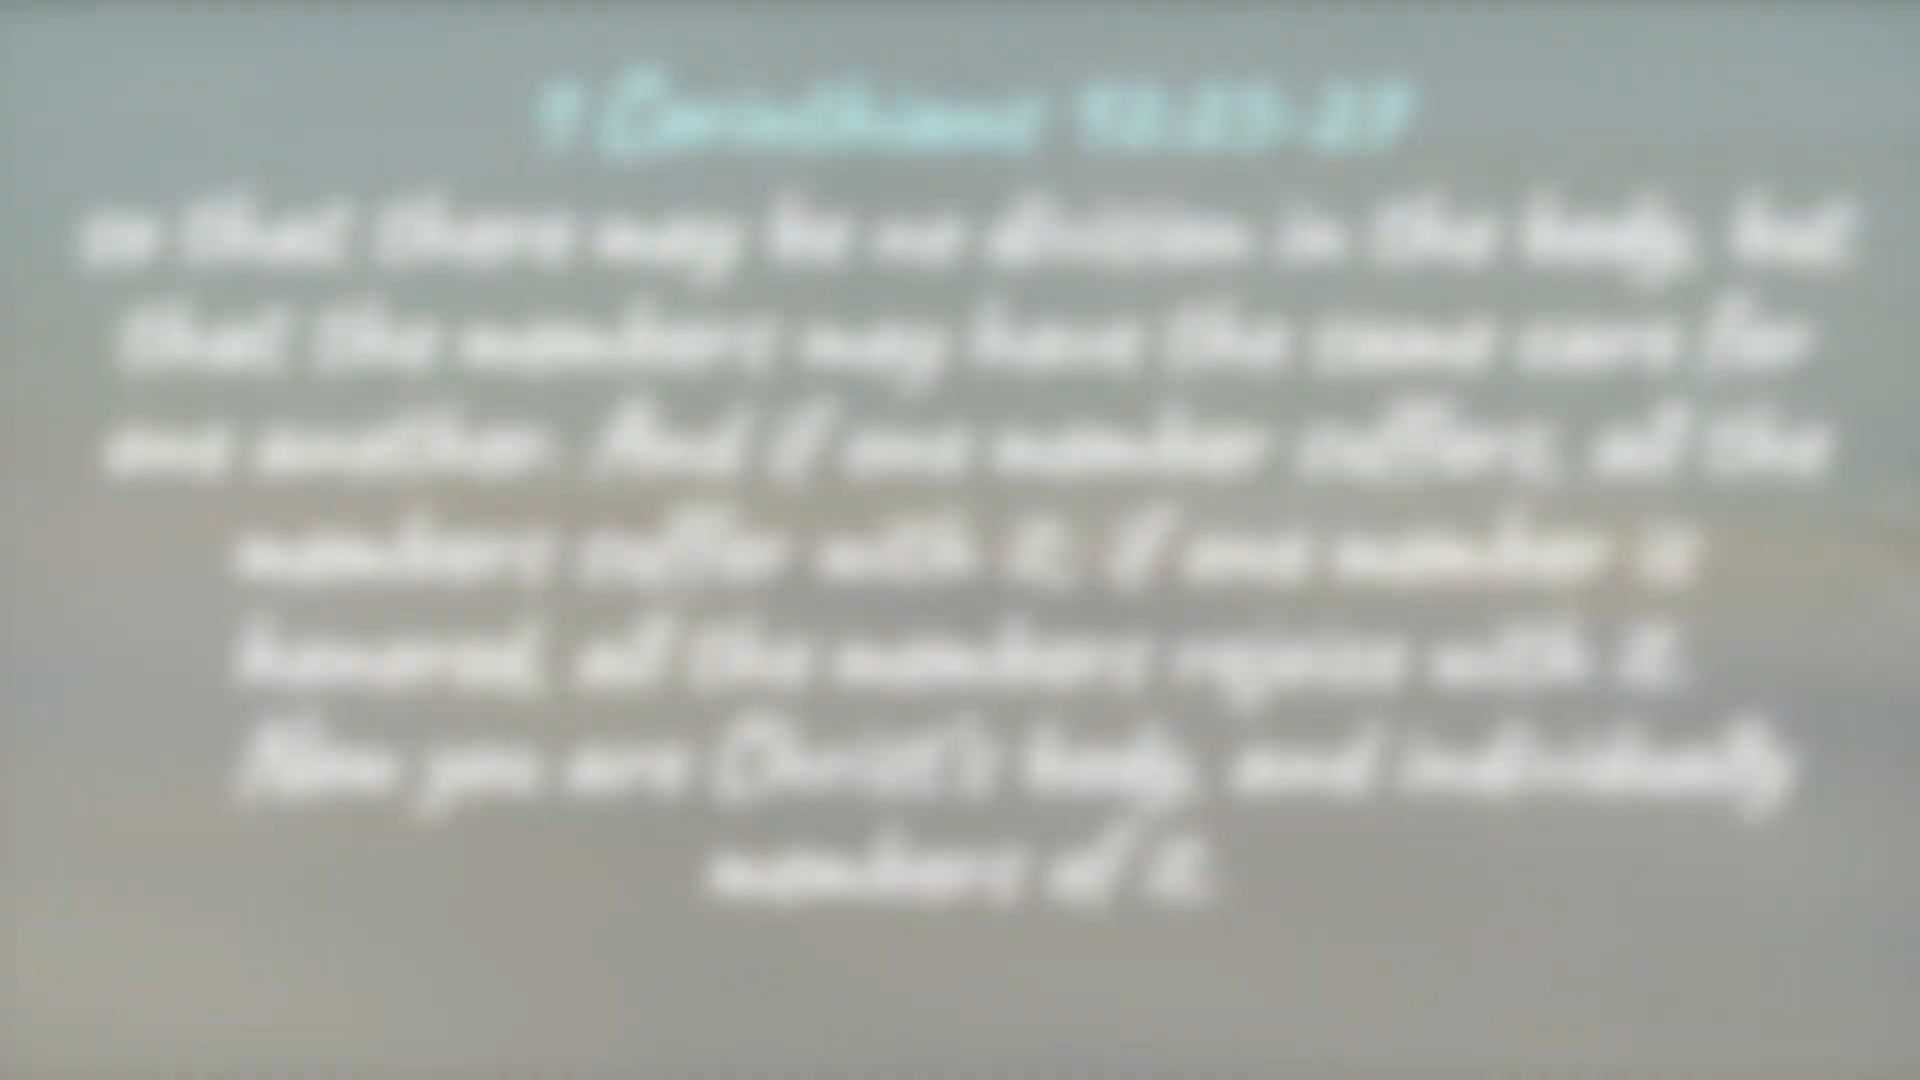 1 Corinthians 12:25-27
so that there may be no division in the body, but
that the members may have the same care for
one another. And if one member suffers, all the
members suffer with it; if one member is
honored, all the members rejoice with it.
Now you are Christ's body, and individually
members of it.